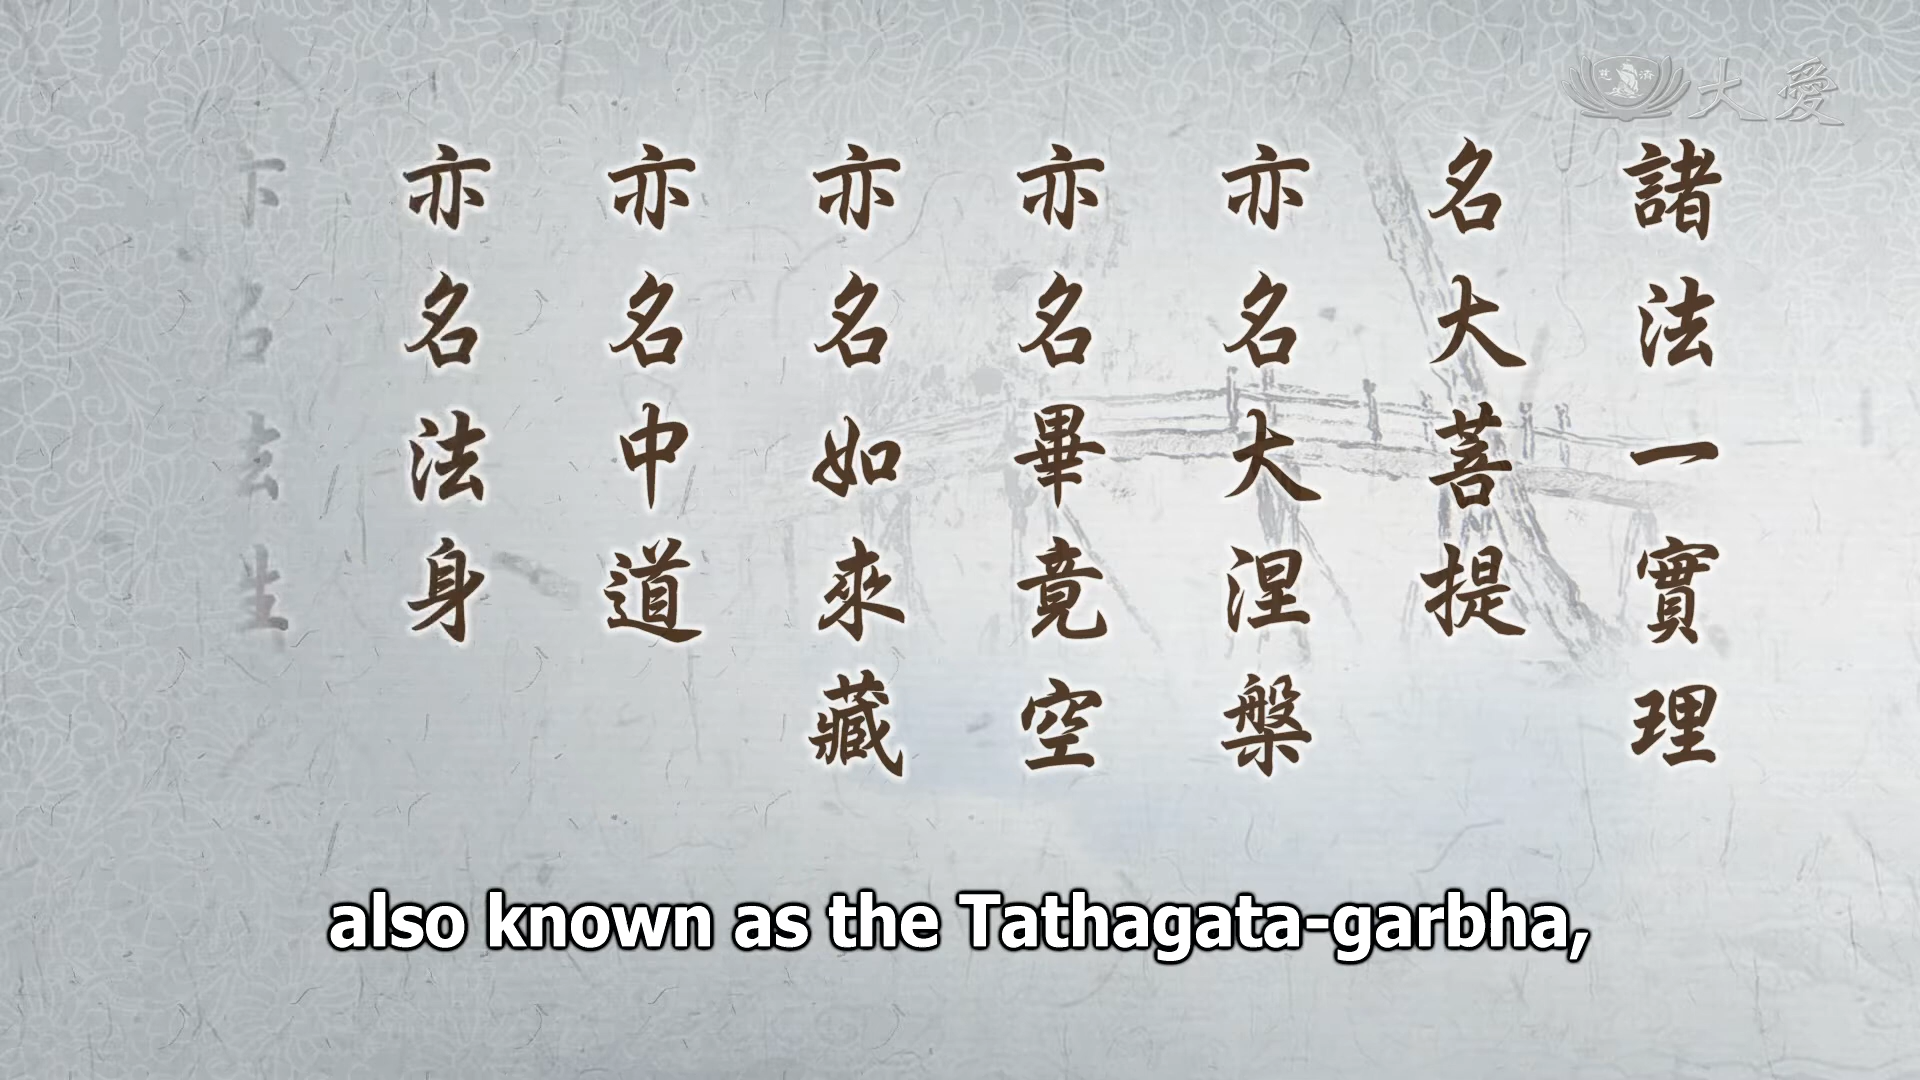 諸法一實理
名大菩提
亦名大涅槃
亦名畢竟空
亦名如來藏
亦名中道
亦名法身
大愛
also known as the Tathagata-garbha,